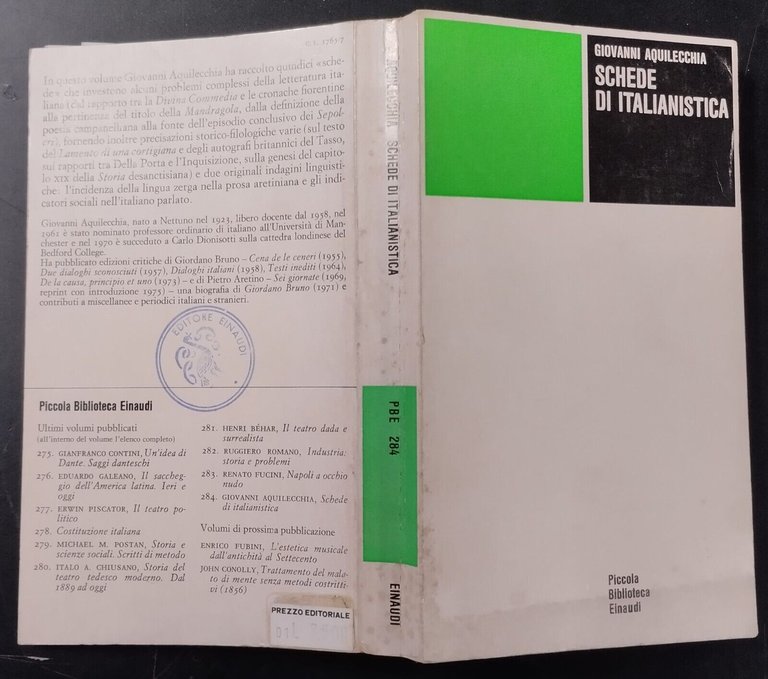 C.L. 1765/7
In questo volume Giovanni Aquilecchia ha raccolto quindici «sche-
de» che investono alcuni problemi complessi della letteratura ita-
liana (dal rapporto tra la Divina Commedia e le cronache fiorentine
alla pertinenza del titolo della Mandragola, dalla definizione della
poesia campanelliana alla fonte dell'episodio conclusivo dei Sepol-
cri), fornendo inoltre precisazioni storico-filologiche varie (sul testo
del Lamento di una cortigiana e degli autografi britannici del Tasso,
sui rapporti tra Della Porta e l'Inquisizione, sulla genesi del capito-
lo XIX della Storia desanctisiana) e due originali indagini linguisti-
che: l'incidenza della lingua zerga nella prosa aretiniana e gli indi-
catori sociali nell'italiano parlato.
Giovanni Aquilecchia, nato a Nettuno nel 1923, libero docente dal 1958, nel
1961 è stato nominato professore ordinario di italiano all'Università di Man-
chester e nel 1970 è succeduto a Carlo Dionisotti sulla cattedra londinese del
Bedford College.
Ha pubblicato edizioni critiche di Giordano Bruno – Cena de le ceneri (1955),
Due dialoghi sconosciuti (1957), Dialoghi italiani (1958), Testi inediti (1964),
De la causa, principio et uno (1973) – e di Pietro Aretino – Sei giornate (1969,
reprint con introduzione 1975) – una biografia di Giordano Bruno (1971) e
contributi a miscellanee e periodici italiani e stranieri.
EDITORE EINAUDI
Piccola Biblioteca Einaudi
Ultimi volumi pubblicati
(all'interno del volume l'elenco completo)
275. GIANFRANCO CONTINI, Un'idea di
Dante. Saggi danteschi
276. EDUARDO GALEANO, Il saccheg-
gio dell'America latina. Ieri e
oggi
277. ERWIN PISCATOR, Il teatro po-
litico
278. Costituzione italiana
279. MICHAEL M. POSTAN, Storia e
scienze sociali. Scritti di metodo
280. ITALO A. CHIUSANO, Storia del
teatro tedesco moderno. Dal
1889 ad oggi
281. HENRI BÉHAR, Il teatro dada e
surrealista
282. RUGGIERO ROMANO, Industria:
storia e problemi
283. RENATO FUCINI, Napoli a occhio
nudo
284. GIOVANNI AQUILECCHIA, Schede
di italianistica
Volumi di prossima pubblicazione
ENRICO FUBINI, L'estetica musicale
dall'antichità al Settecento
JOHN CONOLLY, Trattamento del mala-
to di mente senza metodi costritti-
vi (1856)
PREZZO EDITORIALE
AQUILECCHIA SCHEDE DI ITALIANISTICA
PBE 284
EINAUDI
GIOVANNI AQUILECCHIA
SCHEDE
DI ITALIANISTICA
Piccola
Biblioteca
Einaudi